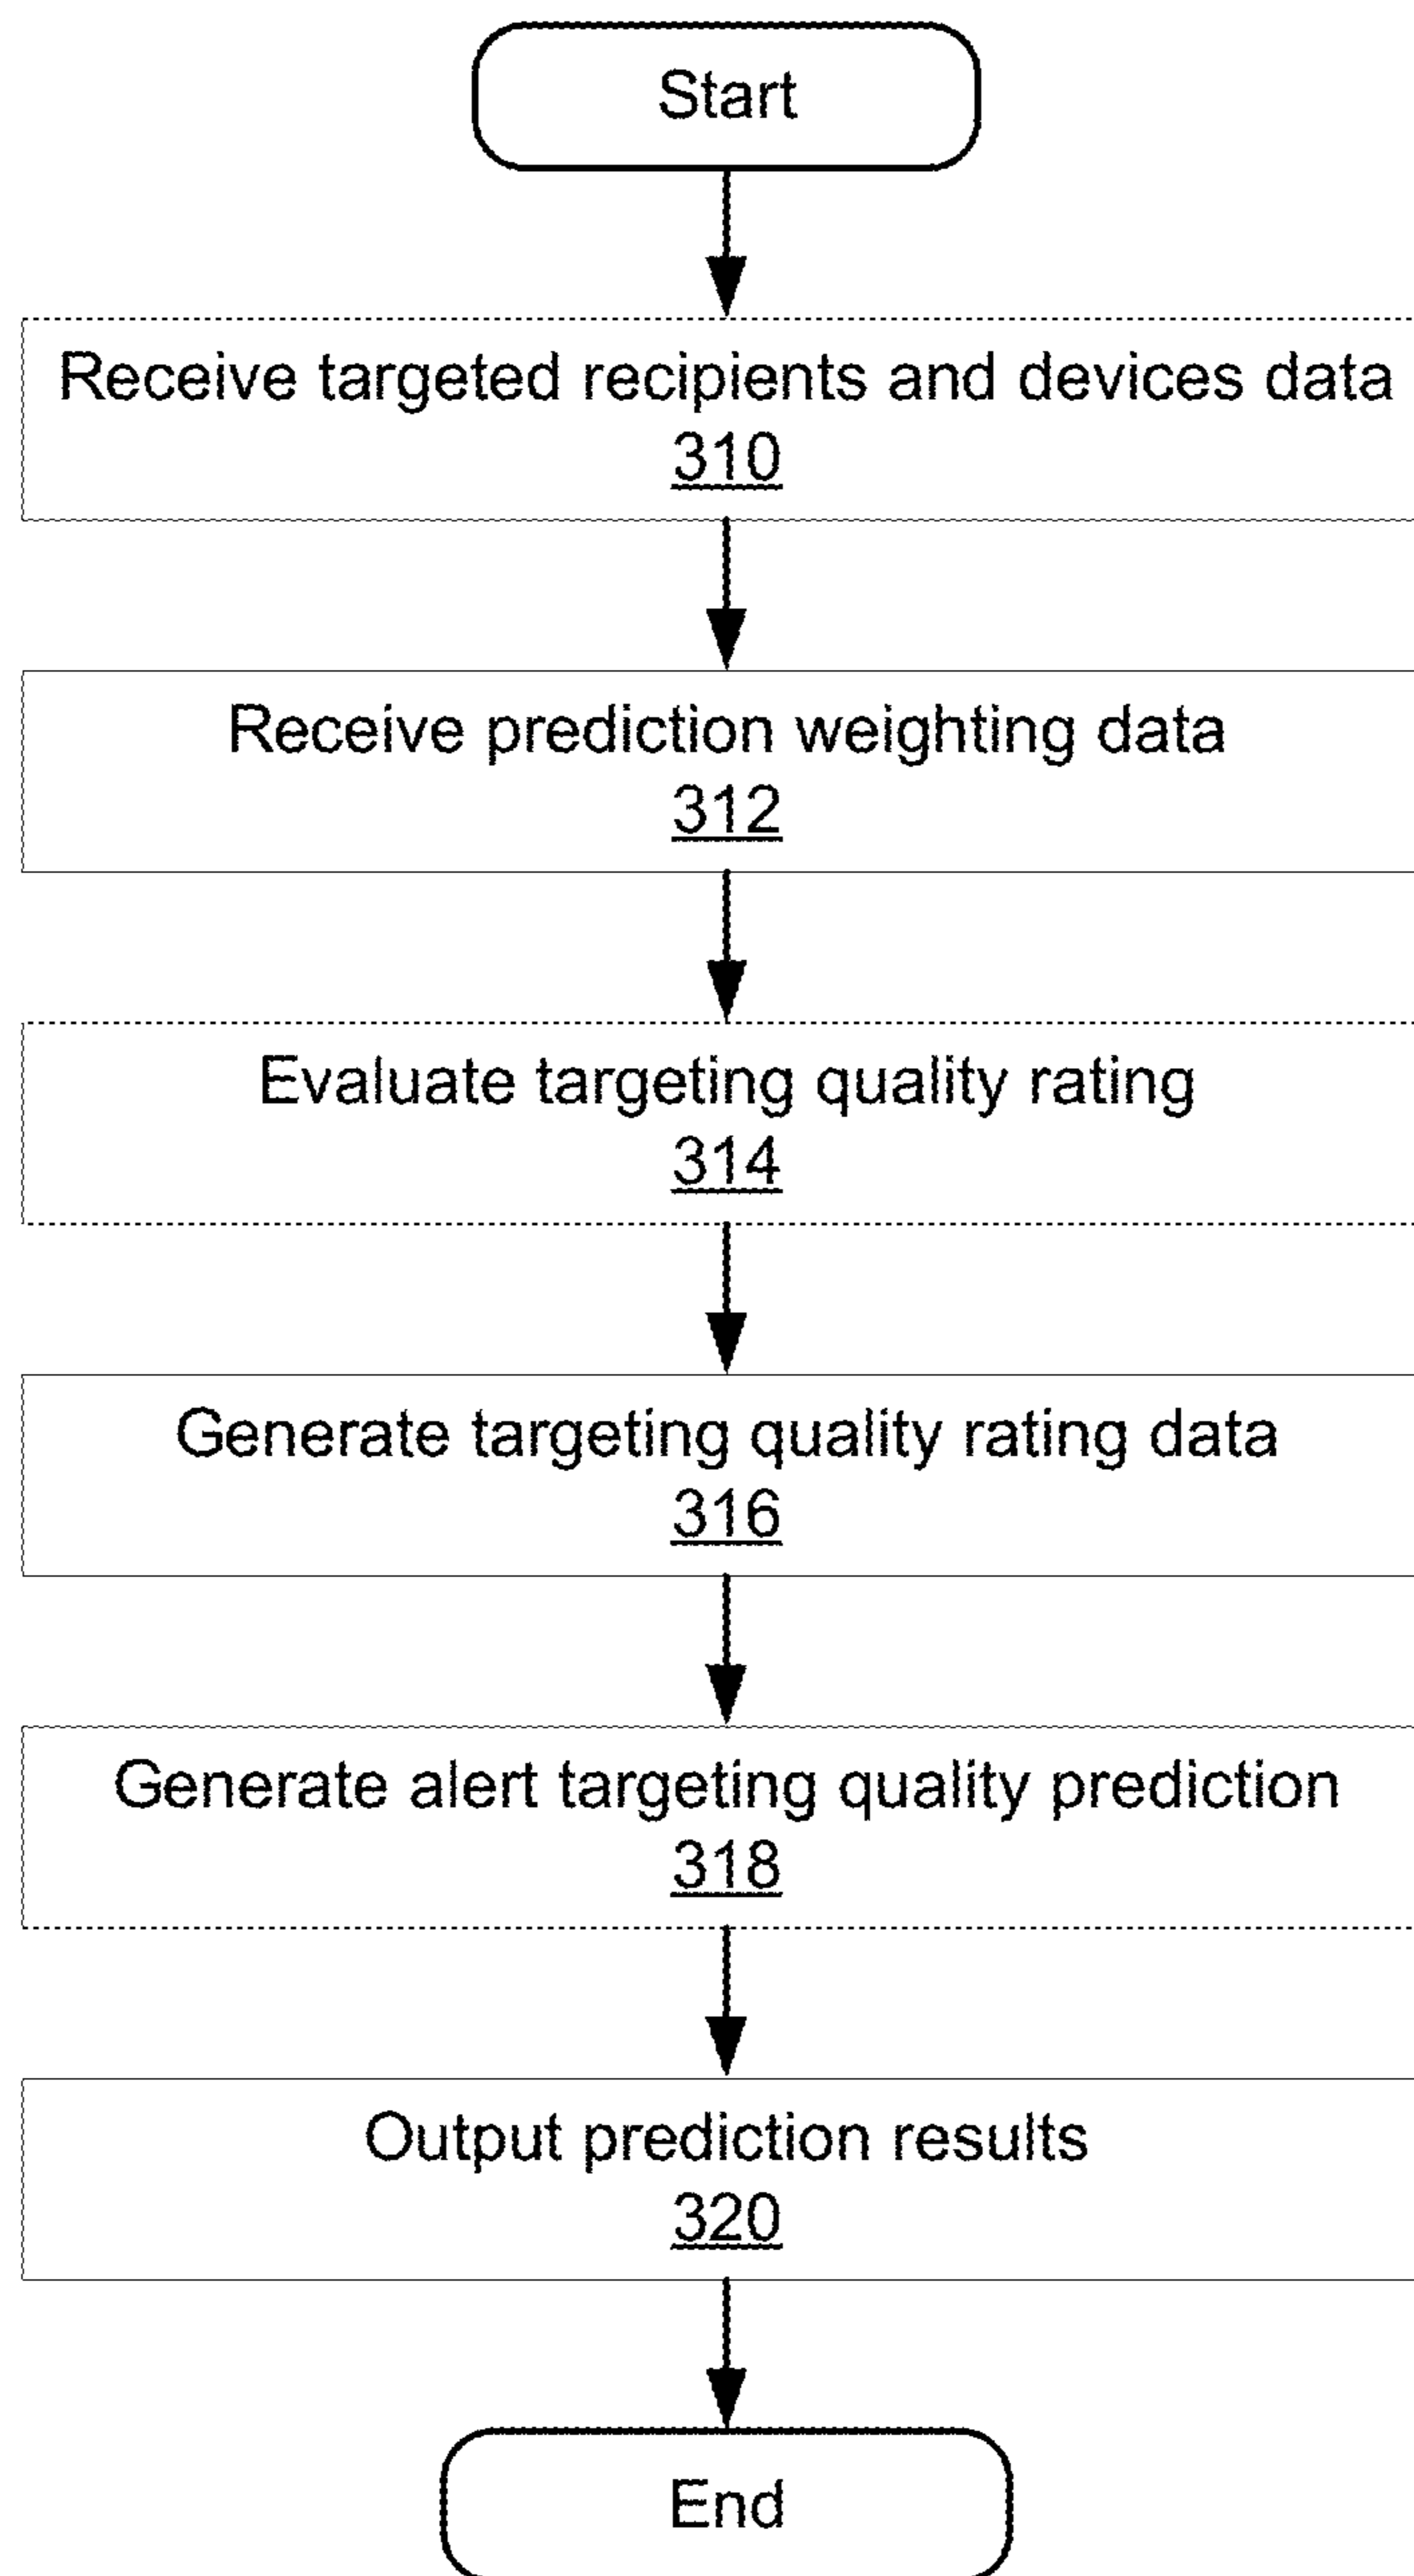 Start
Receive targeted recipients and devices data
310
Receive prediction weighting data
312
Evaluate targeting quality rating
314
Generate targeting quality rating data
316
Generate alert targeting quality prediction
318
Output prediction results
320
End